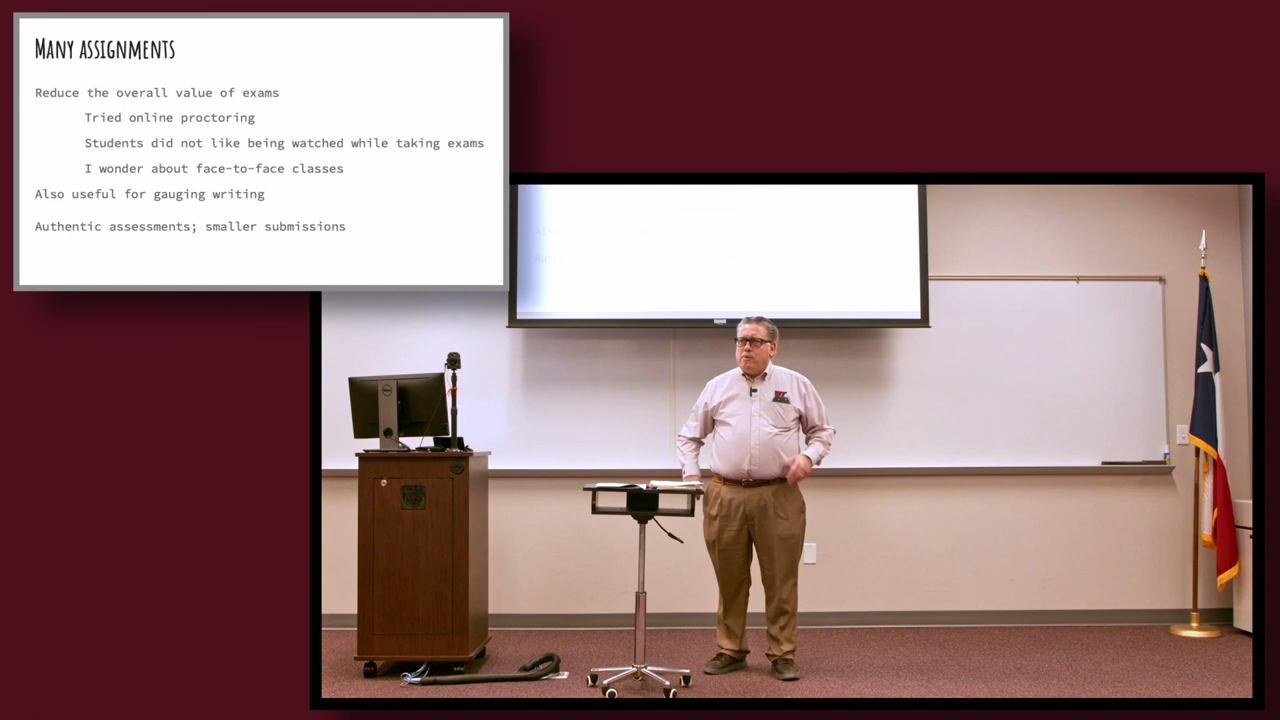 Many assignments
Reduce the overall value of exams
Tried online proctoring
Students did not like being watched while taking exams
I wonder about face-to-face classes
Also useful for gauging writing
Authentic assessments; smaller submissions